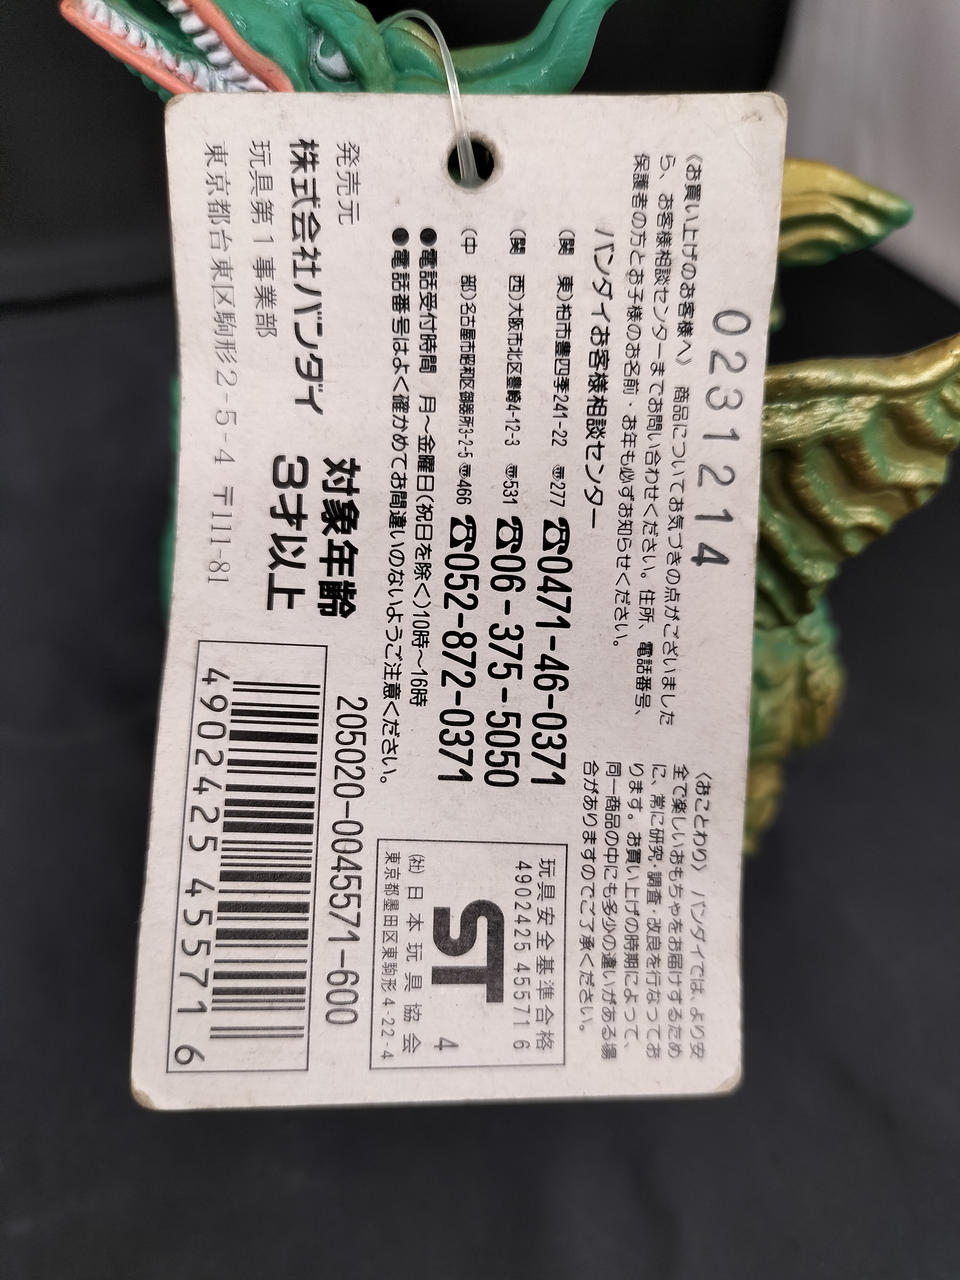 0231214
〈お買い上げのお客様へ〉 商品についてお気づきの点がございました
ら、お客様相談センターまでお問い合わせください。住所、電話番号、
保護者の方とお子様のお名前・お年も必ずお知らせください。
バンダイお客様相談センター
(関 東)柏市豊四季241-22 〠277 ☎0471-46-0371
(関 西)大阪市北区豊崎4-12-3 〠531 ☎06-375-5050
(中 部)名古屋市昭和区御器所3-2-5 〠466 ☎052-872-0371
●電話受付時間 月～金曜日(祝日を除く)10時～16時
●電話番号はよく確かめてお間違いのないようご注意ください。
〈おことわり〉 バンダイでは、より安
全で楽しいおもちゃをお届けするため
に、常に研究・調査・改良を行なってお
ります。お買い上げの時期によって、
同一商品の中にも多少の違いがある場
合がありますのでご了承ください。
発売元
株式会社バンダイ
玩具第1事業部
東京都台東区駒形2-5-4 〒111-81
対象年齢
3才以上
玩具安全基準合格
4902425 455716
ST 4
(社)日本玩具協会
東京都墨田区東駒形4-22-4
205020-0045571-600
4902425455716